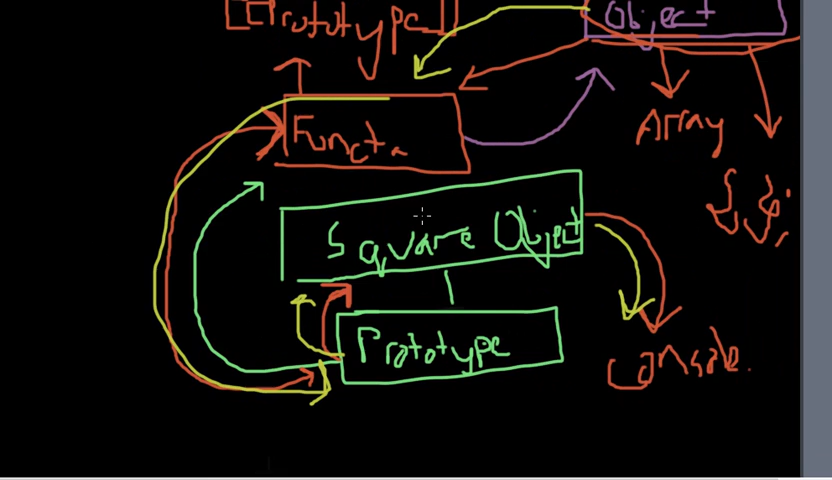 [[Prototype]]
Object
Functn
Array
{ };
Square Object
Prototype
Console.